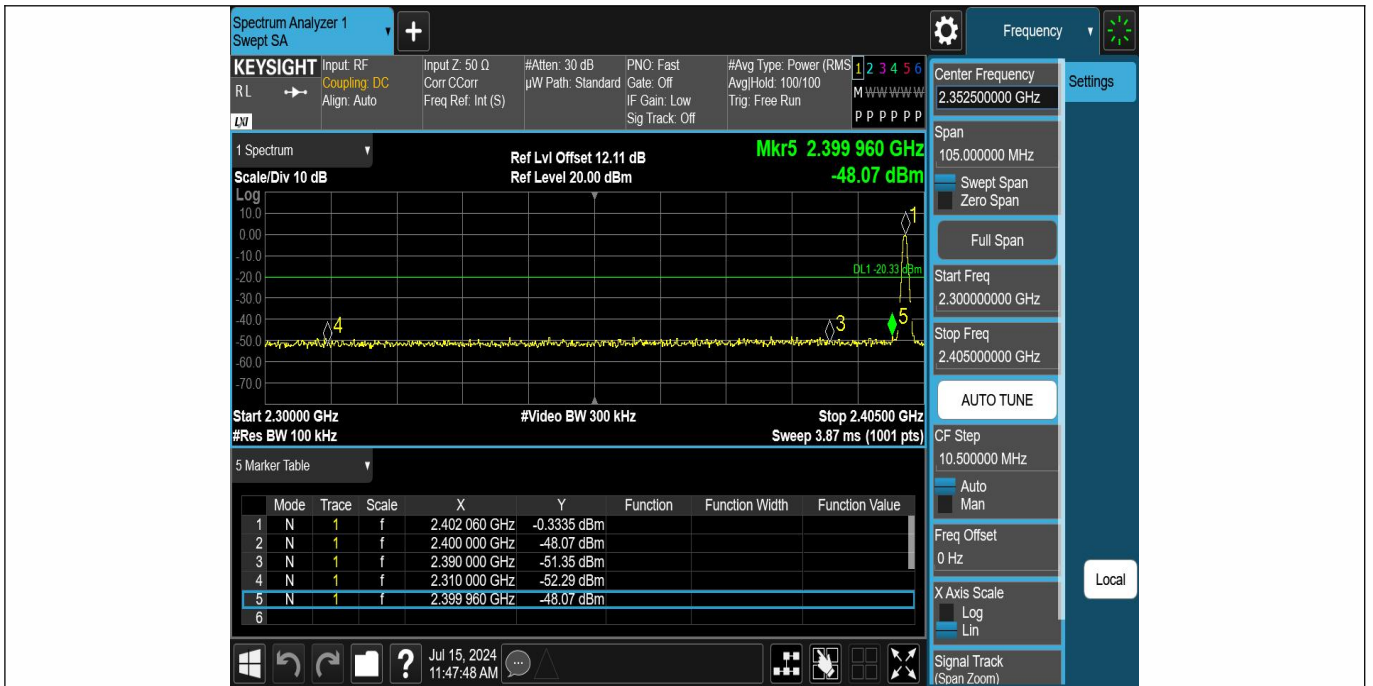 Spectrum Analyzer 1
Swept SA
+
Frequency
KEYSIGHT
RL
LXI
Input: RF
Coupling: DC
Align: Auto
Input Z: 50 Ω
Corr CCorr
Freq Ref: Int (S)
#Atten: 30 dB
µW Path: Standard
PNO: Fast
Gate: Off
IF Gain: Low
Sig Track: Off
#Avg Type: Power (RMS
Avg|Hold: 100/100
Trig: Free Run
1 2 3 4 5 6
M W W W W W
P P P P P P
Center Frequency
2.352500000 GHz
Settings
1 Spectrum
Scale/Div 10 dB
Ref Lvl Offset 12.11 dB
Ref Level 20.00 dBm
Mkr5 2.399 960 GHz
-48.07 dBm
Span
105.000000 MHz
Swept Span
Zero Span
Full Span
Start Freq
2.300000000 GHz
Stop Freq
2.405000000 GHz
AUTO TUNE
CF Step
10.500000 MHz
Auto
Man
Freq Offset
0 Hz
X Axis Scale
Log
Lin
Signal Track
(Span Zoom)
Local
Log
10.0
0.00
-10.0
-20.0
-30.0
-40.0
-50.0
-60.0
-70.0
1
DL1 -20.33 dBm
4
3
5
Start 2.30000 GHz
#Video BW 300 kHz
Stop 2.40500 GHz
#Res BW 100 kHz
Sweep 3.87 ms (1001 pts)
5 Marker Table
Mode Trace Scale X Y Function Function Width Function Value
1 N 1 f 2.402 060 GHz -0.3335 dBm
2 N 1 f 2.400 000 GHz -48.07 dBm
3 N 1 f 2.390 000 GHz -51.35 dBm
4 N 1 f 2.310 000 GHz -52.29 dBm
5 N 1 f 2.399 960 GHz -48.07 dBm
6
?
Jul 15, 2024
11:47:48 AM